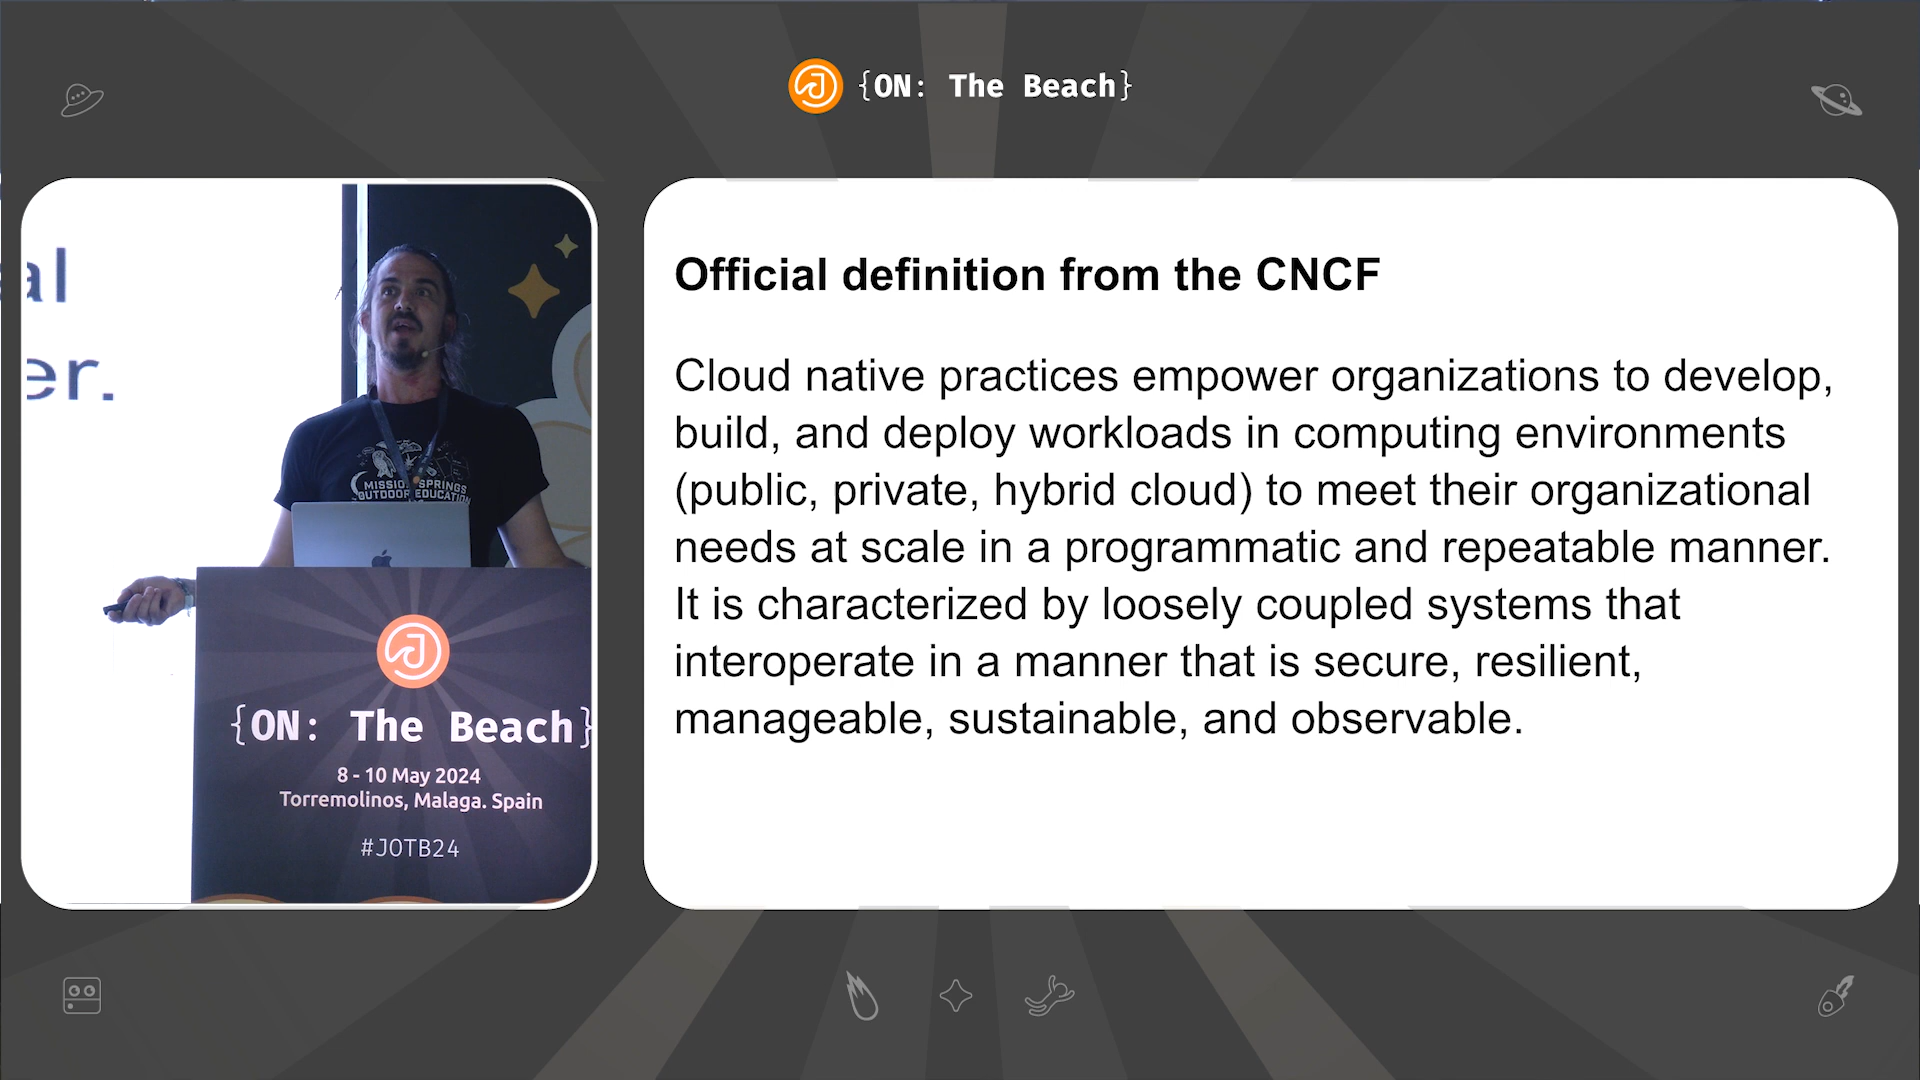 {ON: The Beach}
al
er.
MISSION SPRINGS
OUTDOOR EDUCATION
{ON: The Beach}
8 - 10 May 2024
Torremolinos, Malaga. Spain
#JOTB24
Official definition from the CNCF
Cloud native practices empower organizations to develop,
build, and deploy workloads in computing environments
(public, private, hybrid cloud) to meet their organizational
needs at scale in a programmatic and repeatable manner.
It is characterized by loosely coupled systems that
interoperate in a manner that is secure, resilient,
manageable, sustainable, and observable.